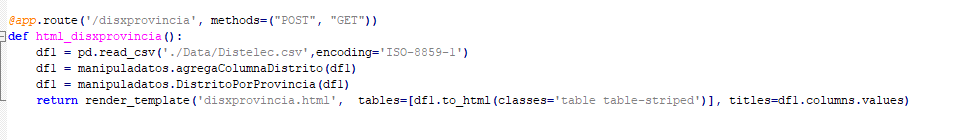 @app.route('/disxprovincia', methods=("POST", "GET"))
def html_disxprovincia():
    df1 = pd.read_csv('./Data/Distelec.csv',encoding='ISO-8859-1')
    df1 = manipuladatos.agregaColumnaDistrito(df1)
    df1 = manipuladatos.DistritoPorProvincia(df1)
    return render_template('disxprovincia.html',  tables=[df1.to_html(classes='table table-striped')], titles=df1.columns.values)